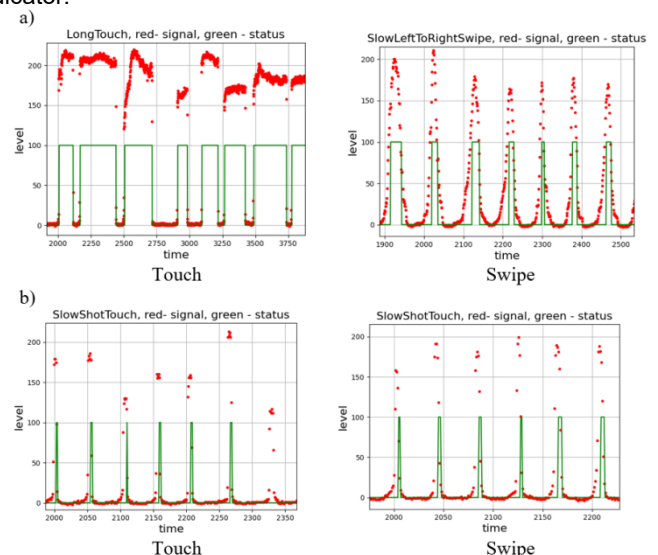 dicator.
a)
LongTouch, red- signal, green - status
level
200
150
100
50
0
2000 2250 2500 2750 3000 3250 3500 3750
time
Touch
SlowLeftToRightSwipe, red- signal, green - status
level
200
150
100
50
0
1900 2000 2100 2200 2300 2400 2500
time
Swipe
b)
SlowShotTouch, red- signal, green - status
level
200
150
100
50
0
2000 2050 2100 2150 2200 2250 2300 2350
time
Touch
SlowShotTouch, red- signal, green - status
level
200
150
100
50
0
2000 2050 2100 2150 2200
time
Swipe